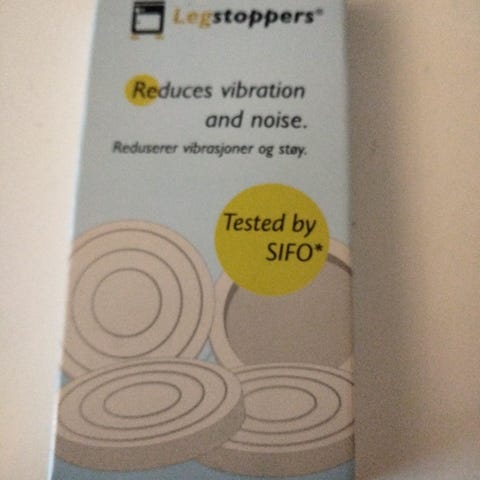 Legstoppers®
Reduces vibration
and noise.
Reduserer vibrasjoner og støy.
Tested by
SIFO*